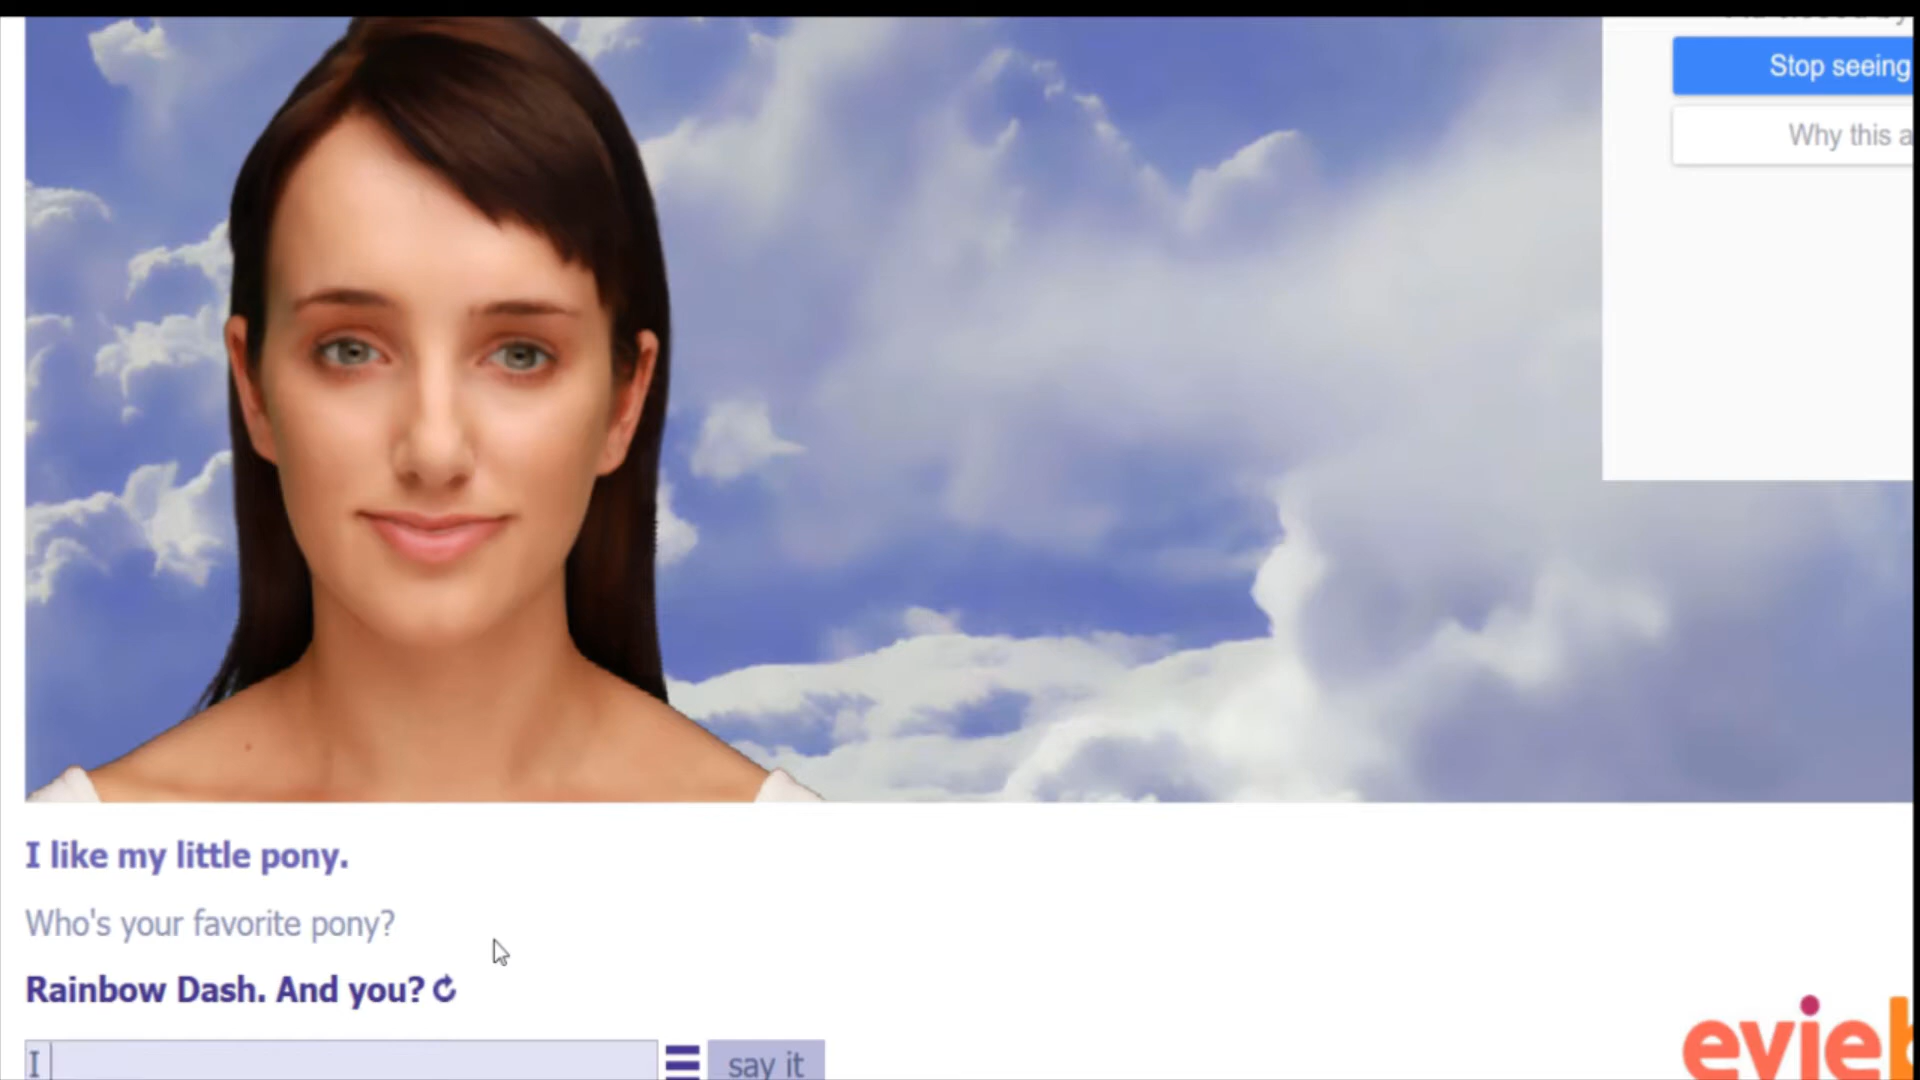 Stop seeing
Why this a
I like my little pony.
Who's your favorite pony?
Rainbow Dash. And you?
I
say it
evie